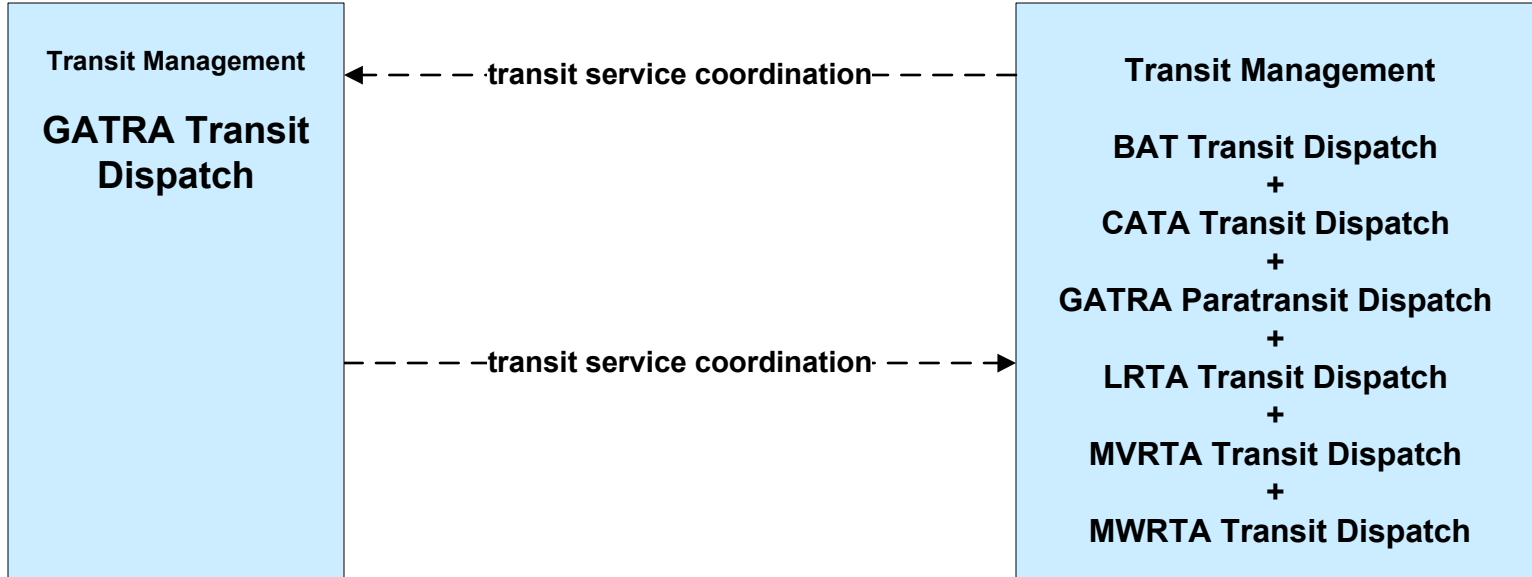 Transit Management
GATRA Transit
Dispatch
transit service coordination
transit service coordination
Transit Management
BAT Transit Dispatch
+
CATA Transit Dispatch
+
GATRA Paratransit Dispatch
+
LRTA Transit Dispatch
+
MVRTA Transit Dispatch
+
MWRTA Transit Dispatch